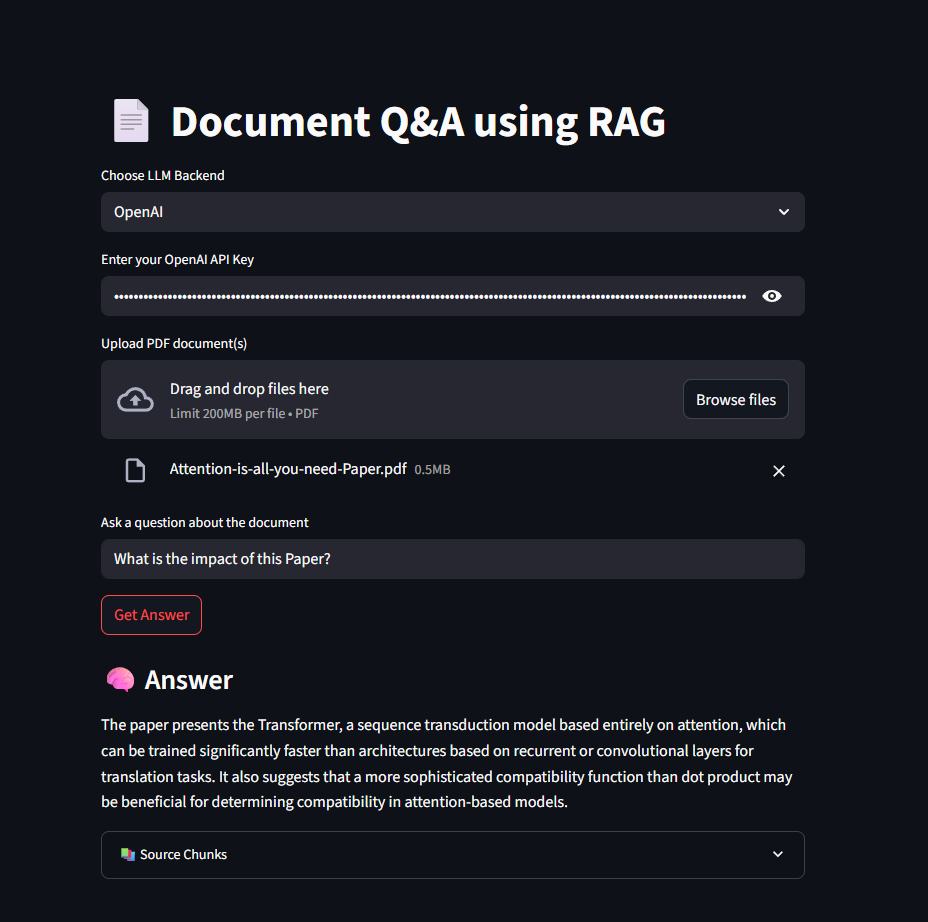 Document Q&A using RAG
Choose LLM Backend
OpenAI
Enter your OpenAI API Key
Upload PDF document(s)
Drag and drop files here
Limit 200MB per file • PDF
Browse files
Attention-is-all-you-need-Paper.pdf 0.5MB
Ask a question about the document
What is the impact of this Paper?
Get Answer
Answer
The paper presents the Transformer, a sequence transduction model based entirely on attention, which
can be trained significantly faster than architectures based on recurrent or convolutional layers for
translation tasks. It also suggests that a more sophisticated compatibility function than dot product may
be beneficial for determining compatibility in attention-based models.
Source Chunks